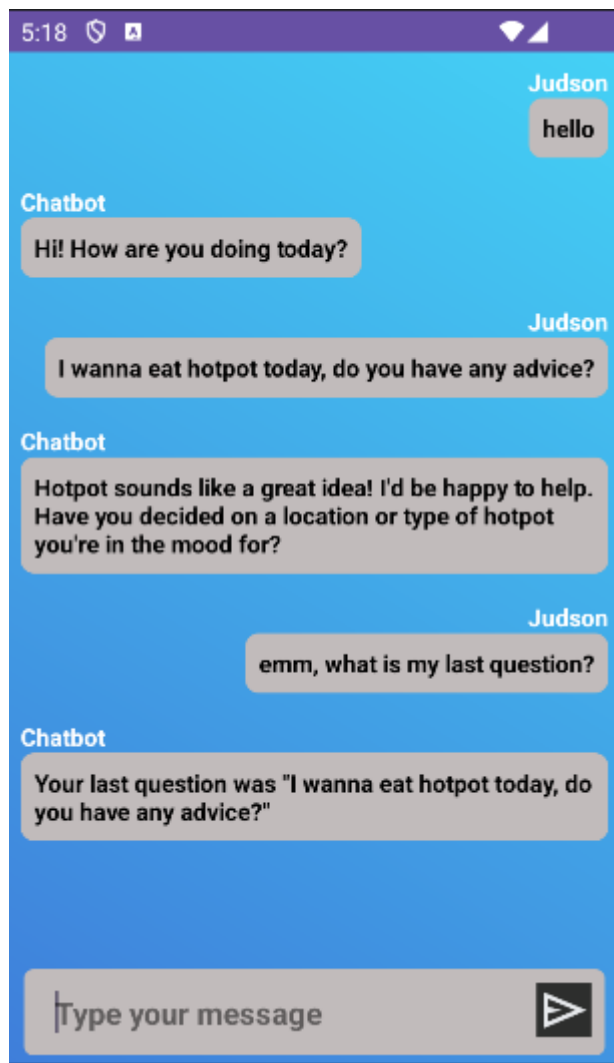 5:18
Judson
hello
Chatbot
Hi! How are you doing today?
Judson
I wanna eat hotpot today, do you have any advice?
Chatbot
Hotpot sounds like a great idea! I'd be happy to help.
Have you decided on a location or type of hotpot
you're in the mood for?
Judson
emm, what is my last question?
Chatbot
Your last question was "I wanna eat hotpot today, do
you have any advice?"
Type your message